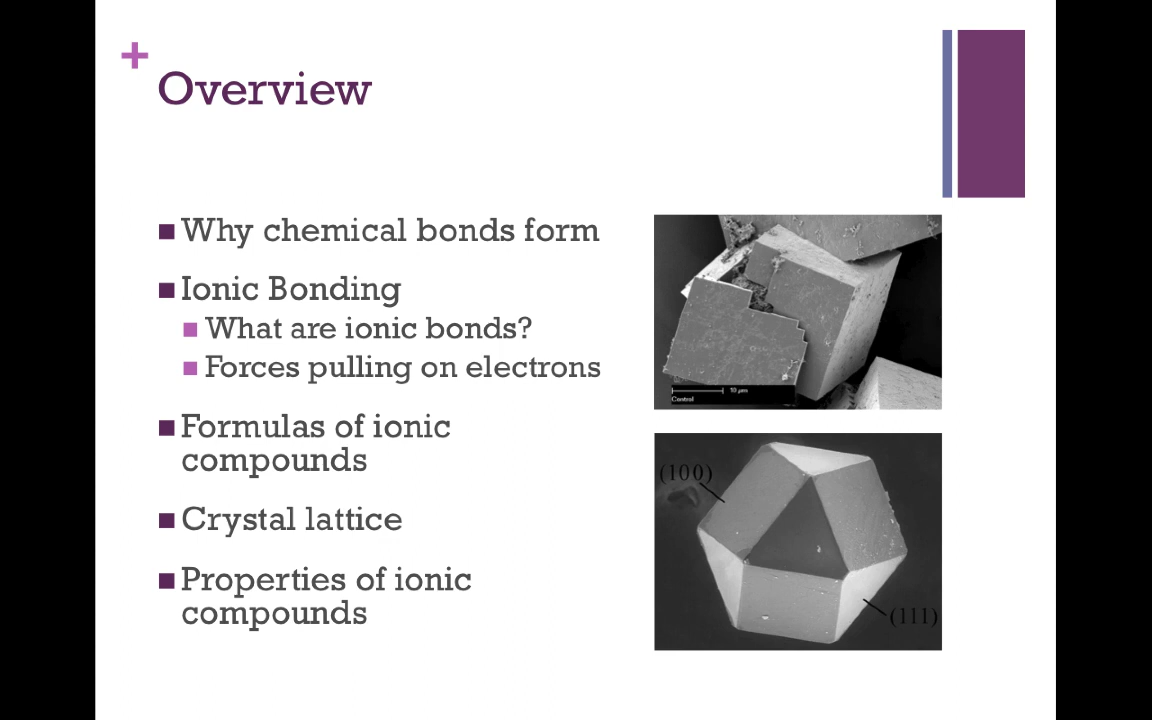 +
Overview
Why chemical bonds form
Ionic Bonding
What are ionic bonds?
Forces pulling on electrons
Formulas of ionic
compounds
Crystal lattice
Properties of ionic
compounds
10 µm
Control
(100)
(111)